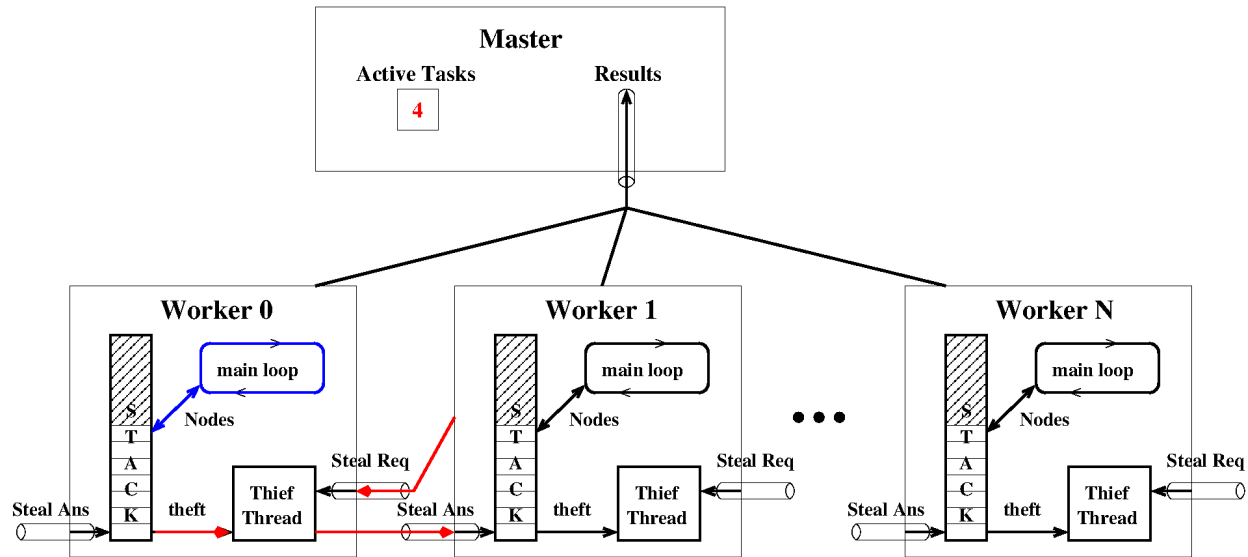 Master
Active Tasks
Results
4
Worker 0
main loop
Nodes
S
T
A
C
K
Steal Req
Steal Ans
theft
Thief
Thread
Worker 1
main loop
Nodes
S
T
A
C
K
Steal Req
Steal Ans
theft
Thief
Thread
Worker N
main loop
Nodes
S
T
A
C
K
Steal Req
Steal Ans
theft
Thief
Thread